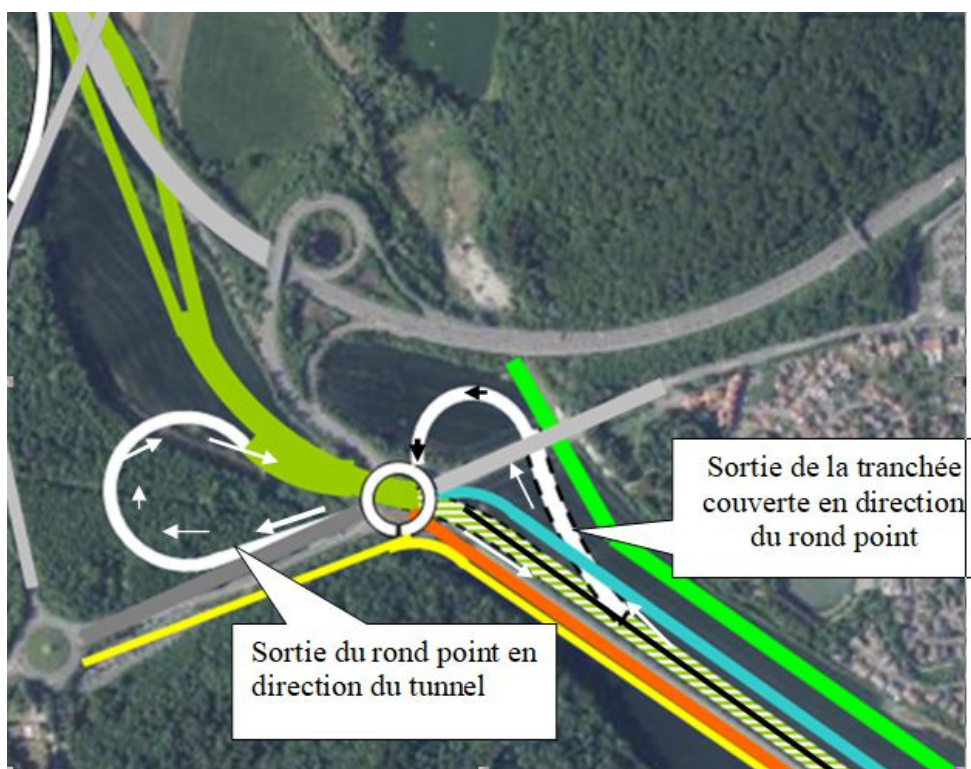 Sortie de la tranchée
couverte en direction
du rond point
Sortie du rond point en
direction du tunnel